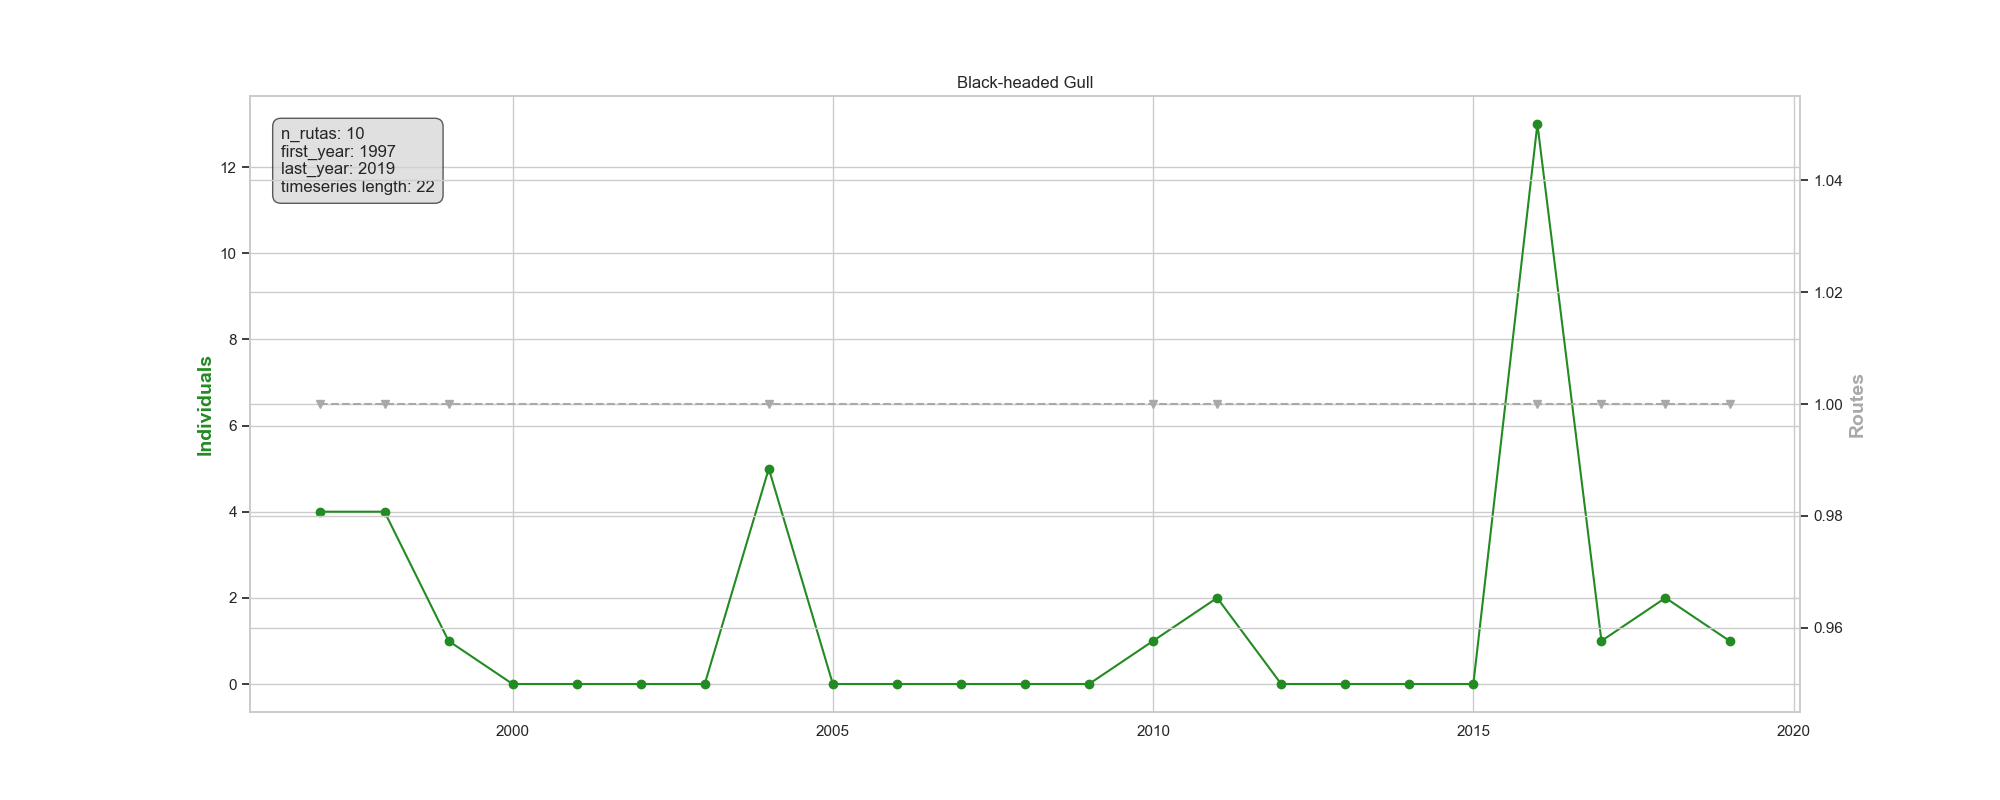 Black-headed Gull
n_rutas: 10
first_year: 1997
last_year: 2019
timeseries length: 22
Individuals
12
10
8
6
4
2
0
1.04
1.02
1.00
0.98
0.96
Routes
2000
2005
2010
2015
2020